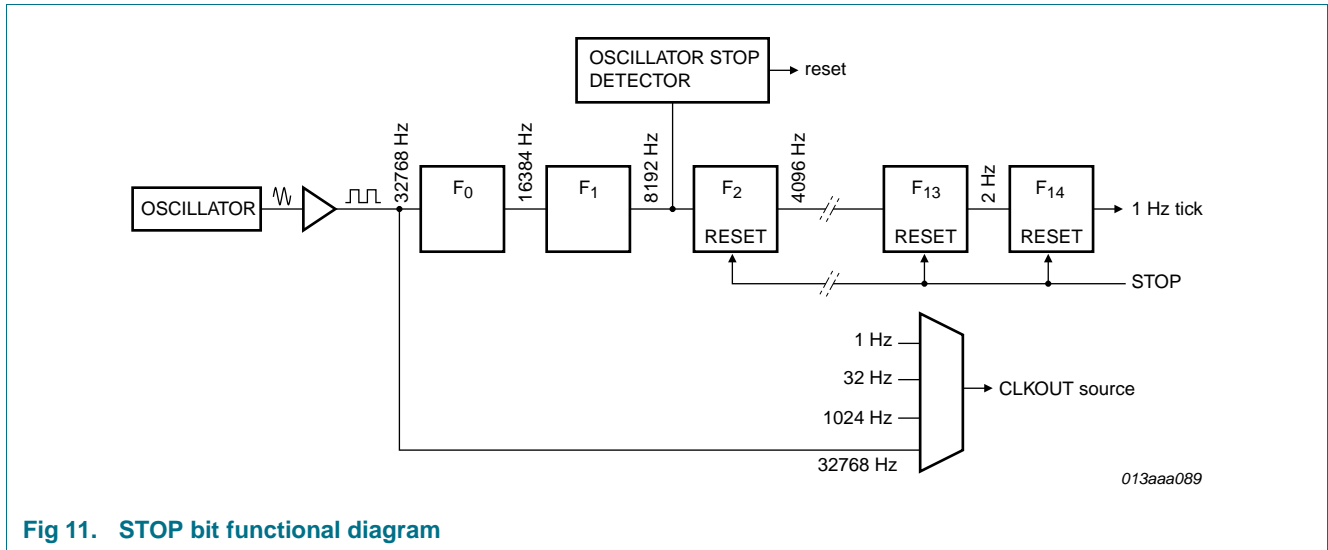 OSCILLATOR STOP
DETECTOR
reset
OSCILLATOR
32768 Hz
F0
16384 Hz
F1
8192 Hz
F2
RESET
4096 Hz
F13
RESET
2 Hz
F14
RESET
1 Hz tick
STOP
1 Hz
32 Hz
1024 Hz
32768 Hz
CLKOUT source
013aaa089
Fig 11. STOP bit functional diagram